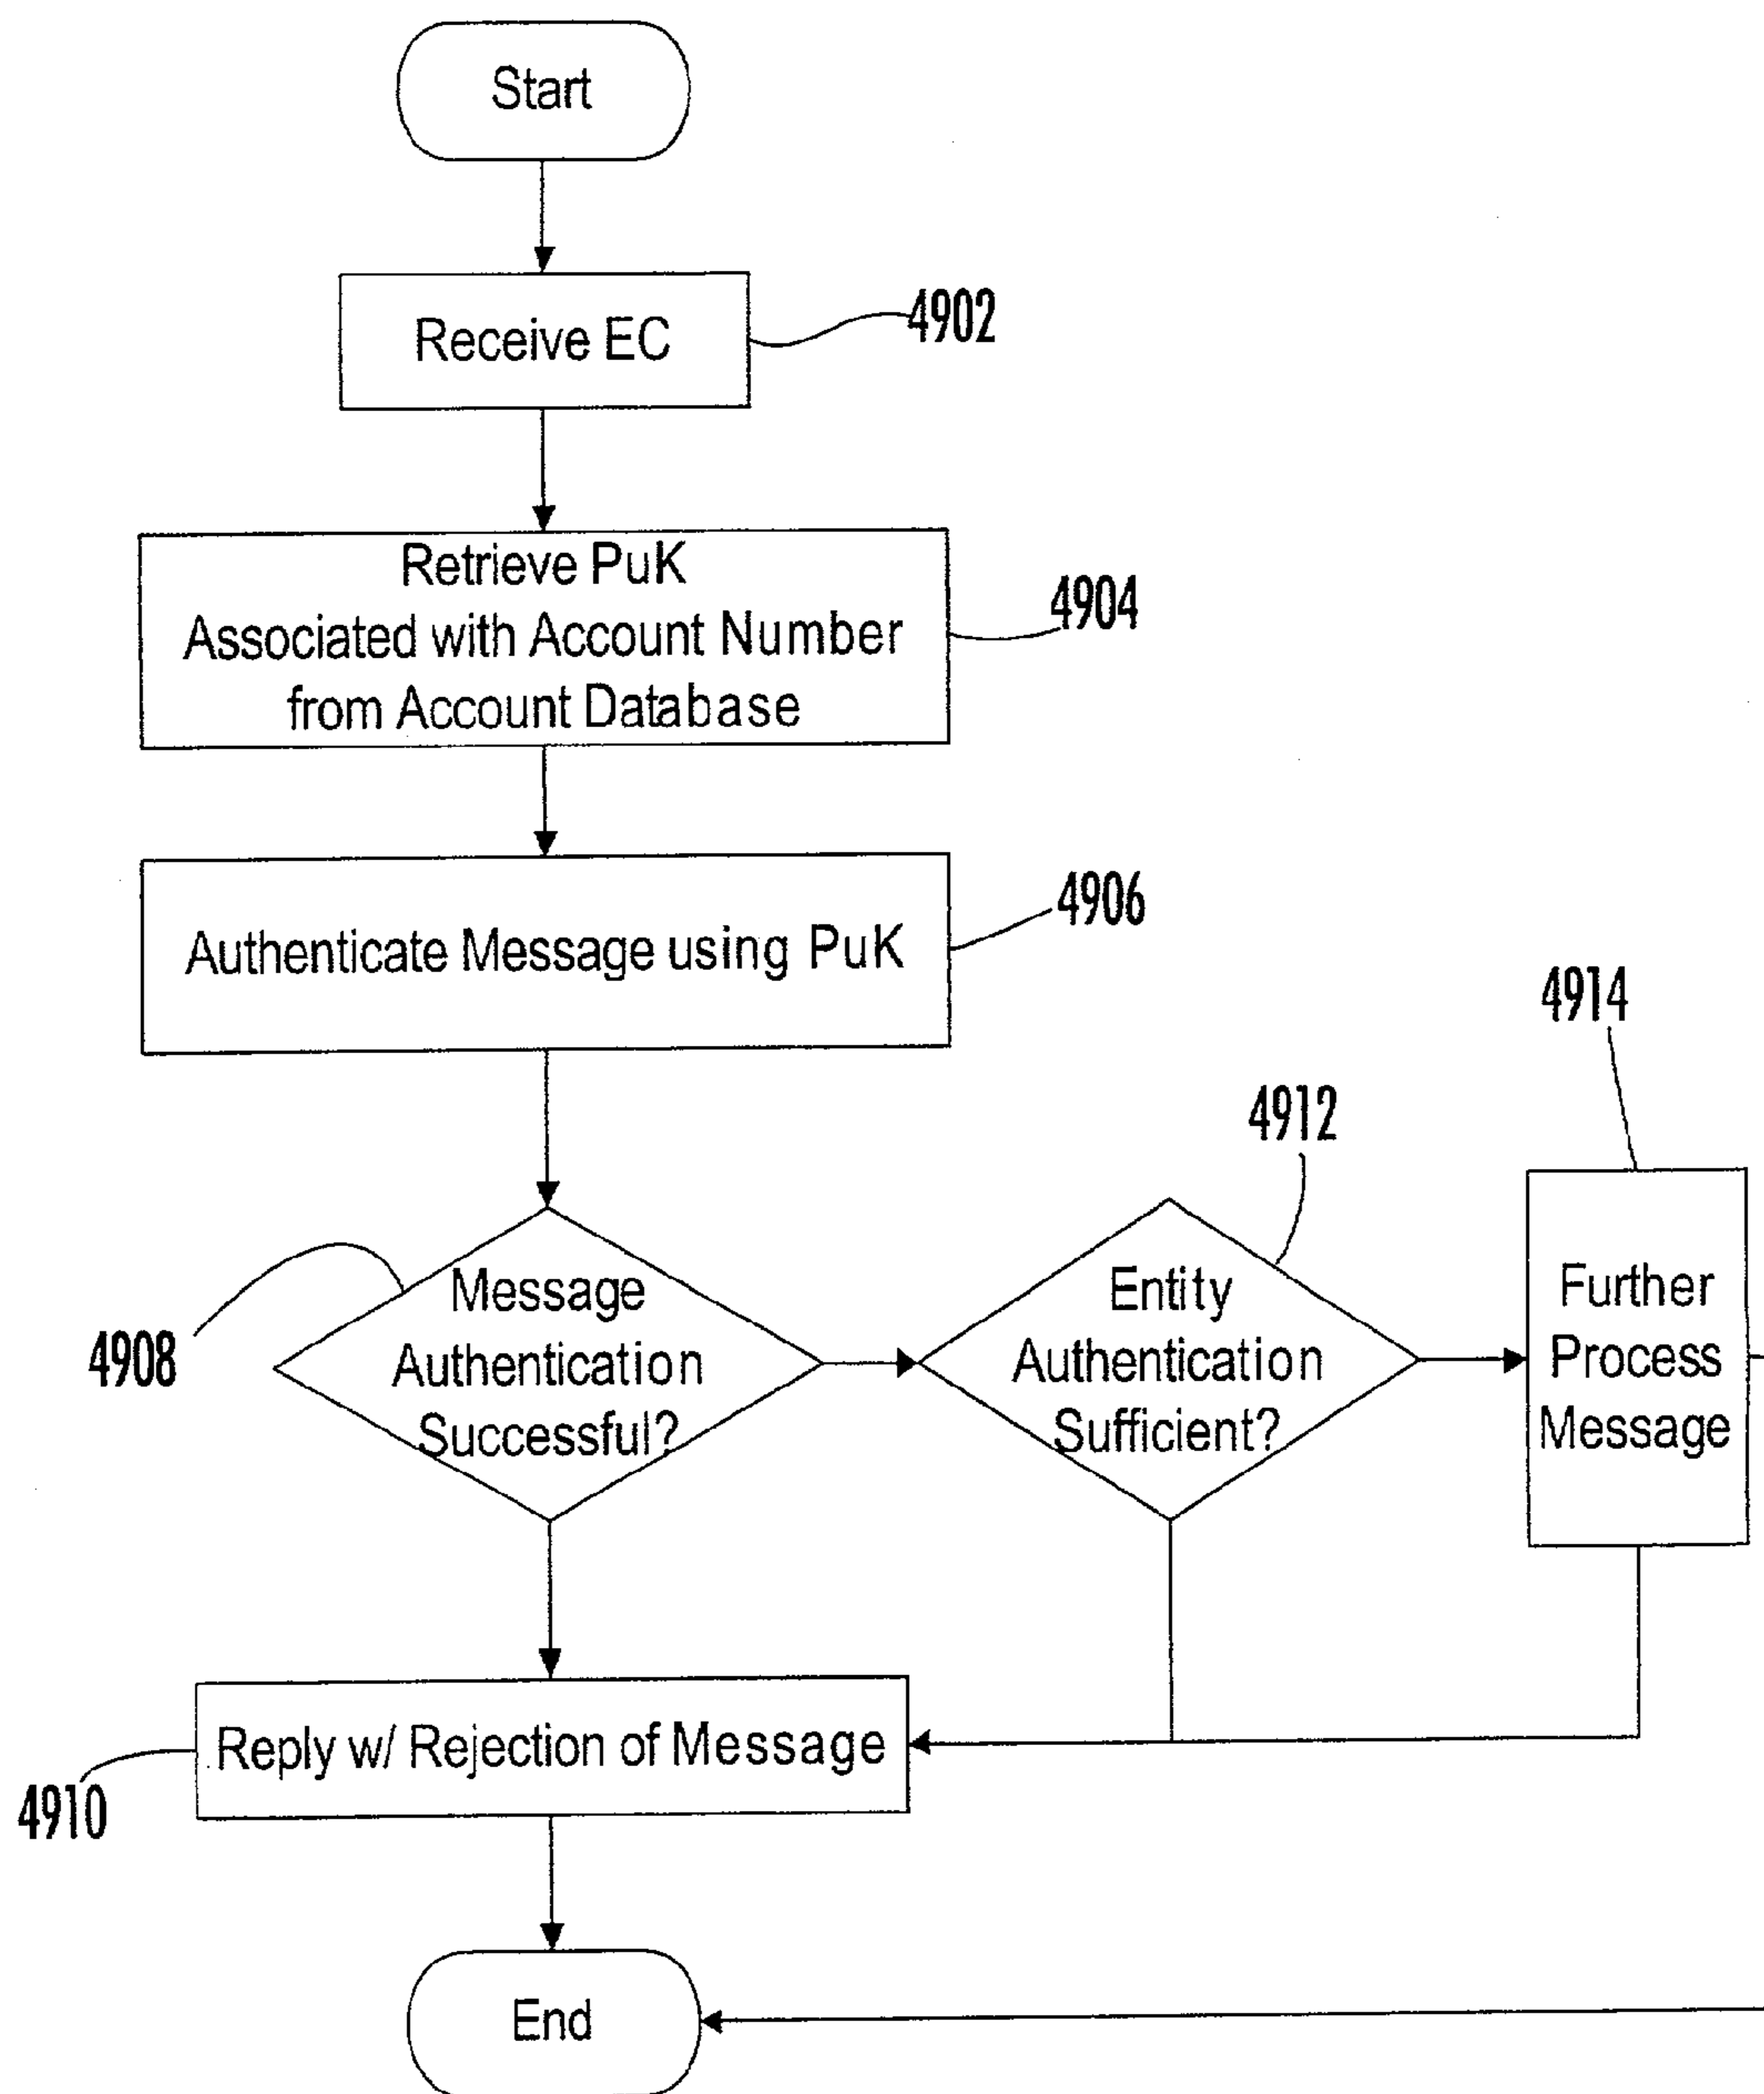 Start
Receive EC
4902
Retrieve PuK
Associated with Account Number
from Account Database
4904
Authenticate Message using PuK
4906
Message
Authentication
Successful?
4908
Entity
Authentication
Sufficient?
4912
Further
Process
Message
4914
Reply w/ Rejection of Message
4910
End